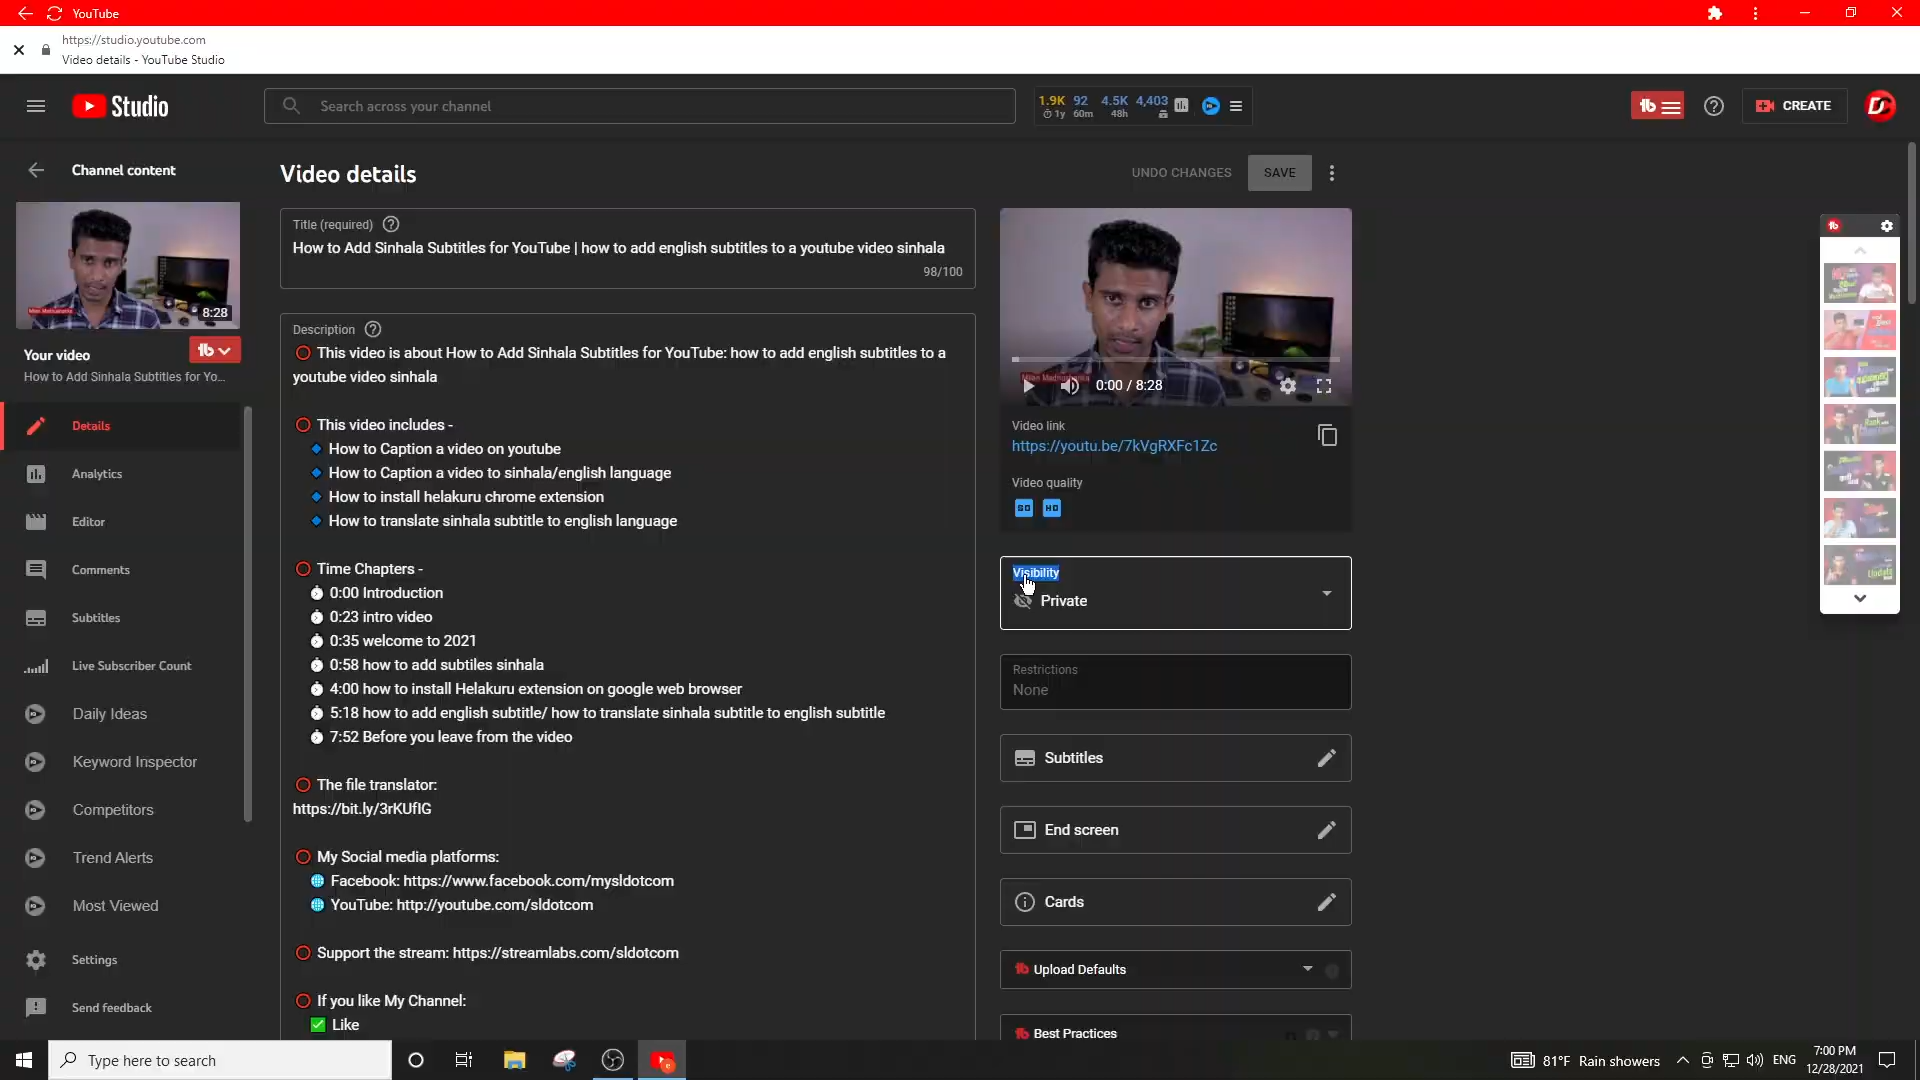 YouTube
https://studio.youtube.com
Video details - YouTube Studio
Studio
Search across your channel
1.9K 92 4.5K 4,403
1y 60m 48h
CREATE
Channel content
Video details
UNDO CHANGES
SAVE
Title (required)
How to Add Sinhala Subtitles for YouTube | how to add english subtitles to a youtube video sinhala
98/100
8:28
Your video
How to Add Sinhala Subtitles for Yo...
Details
Analytics
Editor
Comments
Subtitles
Live Subscriber Count
Daily Ideas
Keyword Inspector
Competitors
Trend Alerts
Most Viewed
Settings
Send feedback
Description
This video is about How to Add Sinhala Subtitles for YouTube: how to add english subtitles to a
youtube video sinhala
This video includes -
How to Caption a video on youtube
How to Caption a video to sinhala/english language
How to install helakuru chrome extension
How to translate sinhala subtitle to english language
Time Chapters -
0:00 Introduction
0:23 intro video
0:35 welcome to 2021
0:58 how to add subtiles sinhala
4:00 how to install Helakuru extension on google web browser
5:18 how to add english subtitle/ how to translate sinhala subtitle to english subtitle
7:52 Before you leave from the video
The file translator:
https://bit.ly/3rKUfIG
My Social media platforms:
Facebook: https://www.facebook.com/mysldotcom
YouTube: http://youtube.com/sldotcom
Support the stream: https://streamlabs.com/sldotcom
If you like My Channel:
Like
0:00 / 8:28
Video link
https://youtu.be/7kVgRXFc1Zc
Video quality
SD HD
Visibility
Private
Restrictions
None
Subtitles
End screen
Cards
Upload Defaults
Best Practices
Type here to search
81°F Rain showers
ENG
7:00 PM
12/28/2021